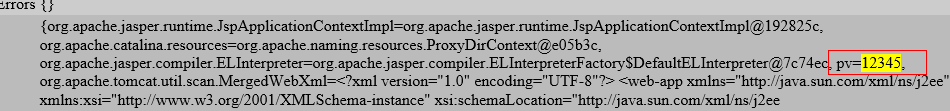 Errors {}
{org.apache.jasper.runtime.JspApplicationContextImpl=org.apache.jasper.runtime.JspApplicationContextImpl@192825c,
org.apache.catalina.resources=org.apache.naming.resources.ProxyDirContext@e05b3c,
org.apache.jasper.compiler.ELInterpreter=org.apache.jasper.compiler.ELInterpreterFactory$DefaultELInterpreter@7c74ec, pv=12345,
org.apache.tomcat.util.scan.MergedWebXml=<?xml version="1.0" encoding="UTF-8"?> <web-app xmlns="http://java.sun.com/xml/ns/j2ee"
xmlns:xsi="http://www.w3.org/2001/XMLSchema-instance" xsi:schemaLocation="http://java.sun.com/xml/ns/j2ee